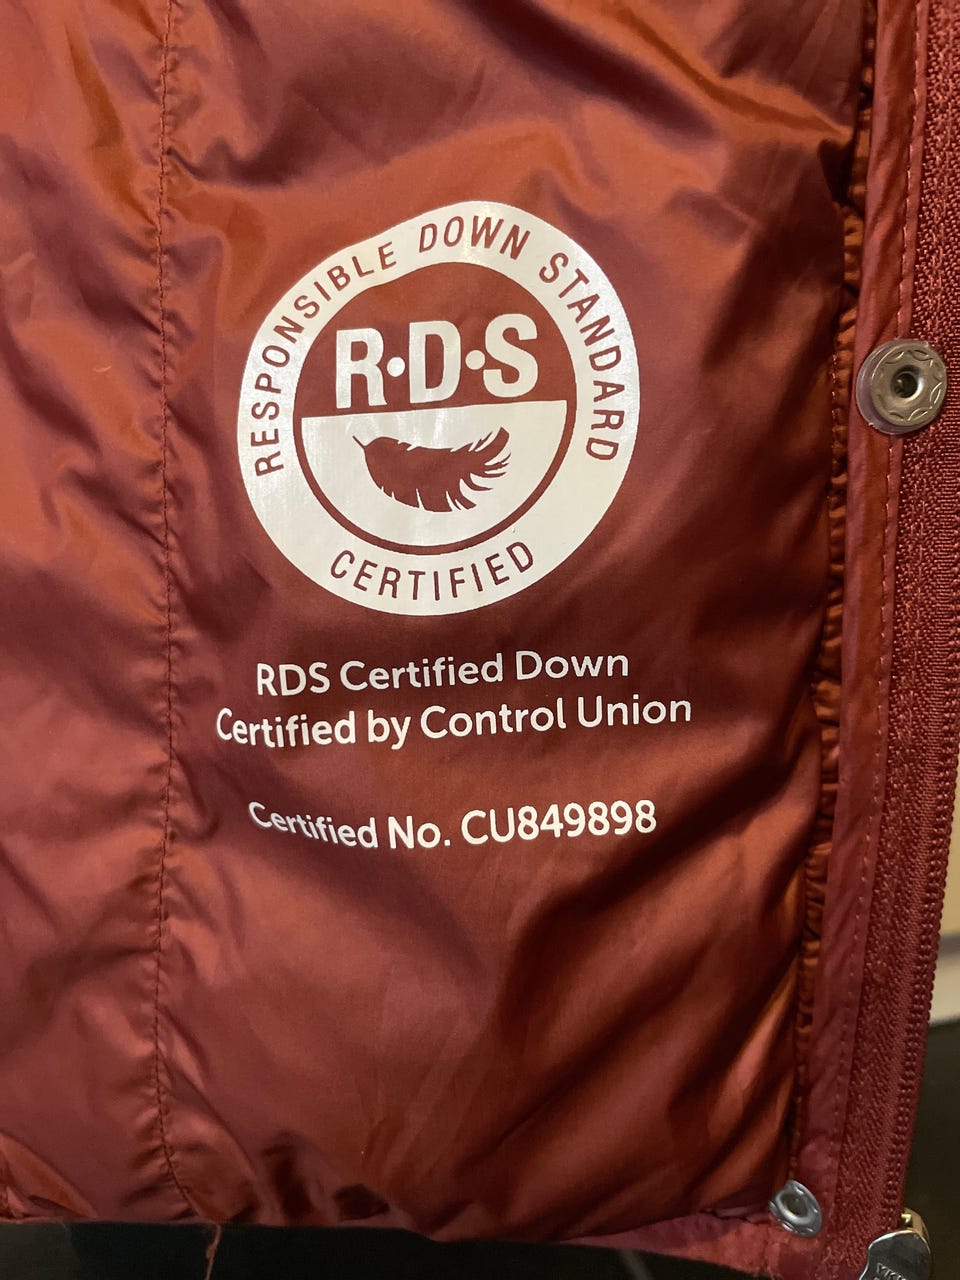 RESPONSIBLE DOWN STANDARD
R·D·S
CERTIFIED
RDS Certified Down
Certified by Control Union
Certified No. CU849898